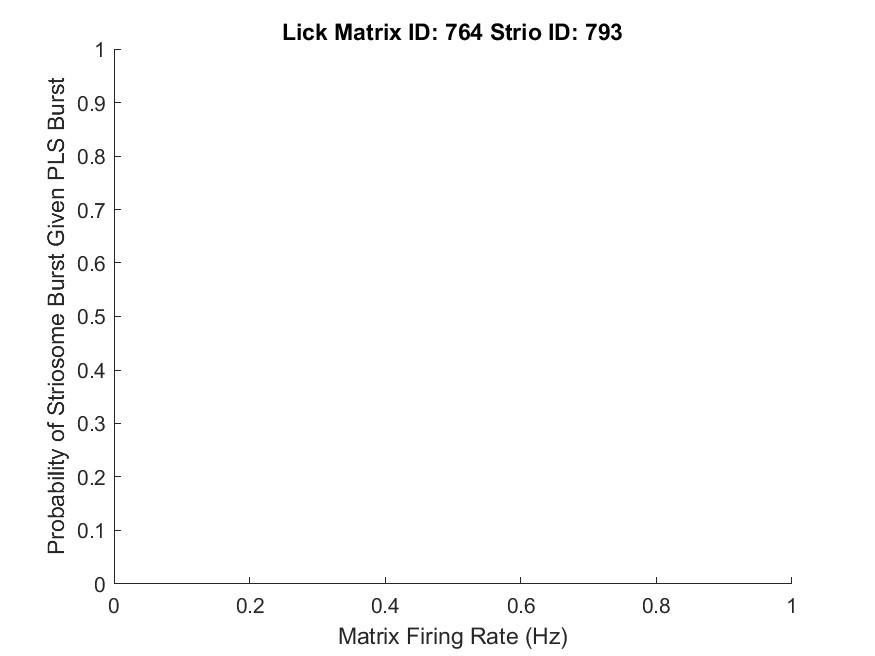 Lick Matrix ID: 764 Strio ID: 793
Probability of Striosome Burst Given PLS Burst
1
0.9
0.8
0.7
0.6
0.5
0.4
0.3
0.2
0.1
0
0 0.2 0.4 0.6 0.8 1
Matrix Firing Rate (Hz)